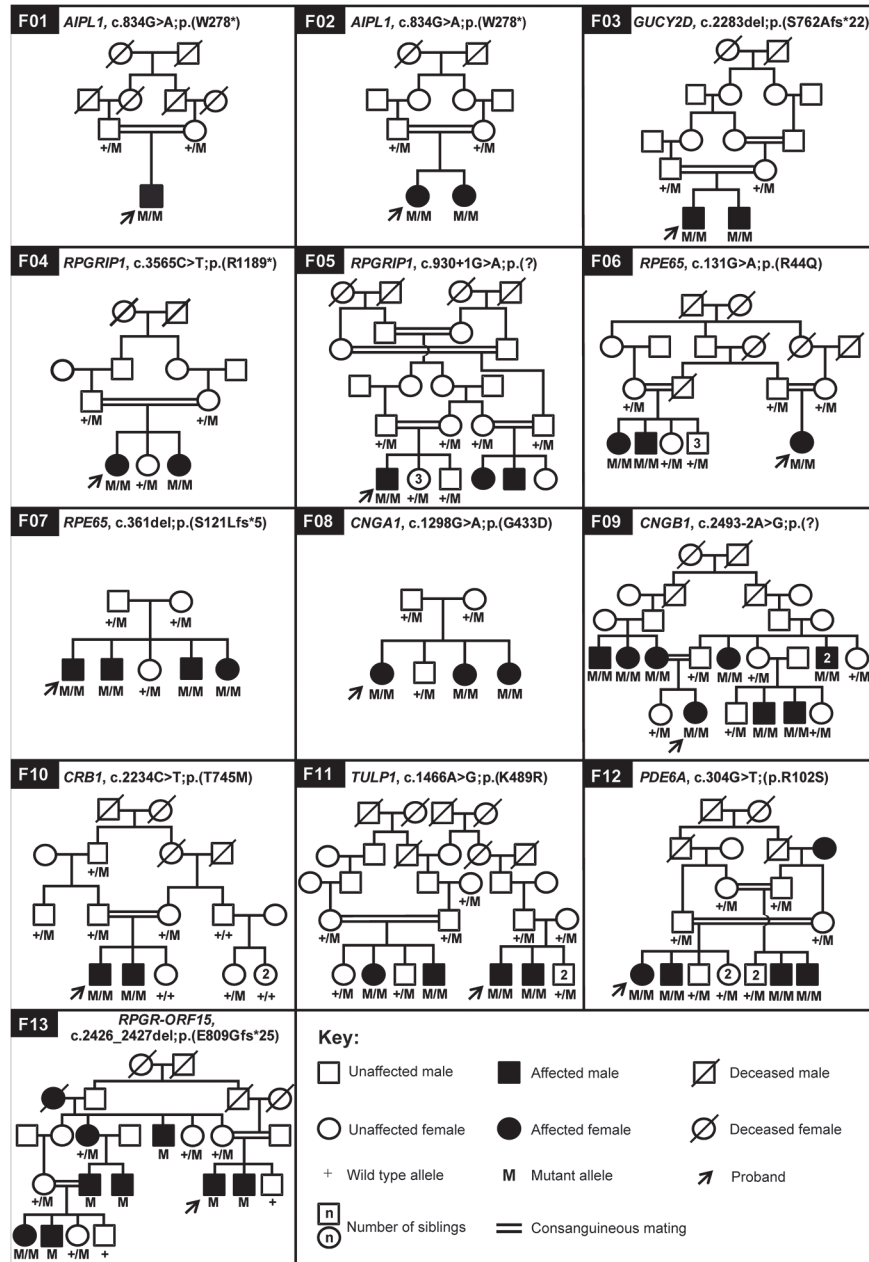 F01 AIPL1, c.834G>A;p.(W278*)
+/M +/M
M/M
F02 AIPL1, c.834G>A;p.(W278*)
+/M +/M
M/M M/M
F03 GUCY2D, c.2283del;p.(S762Afs*22)
+/M +/M
M/M M/M
F04 RPGRIP1, c.3565C>T;p.(R1189*)
+/M +/M
M/M +/M M/M
F05 RPGRIP1, c.930+1G>A;p.(?)
+/M +/M +/M +/M
3
M/M +/M +/M
F06 RPE65, c.131G>A;p.(R44Q)
+/M +/M +/M
3
M/M M/M +/M +/M M/M
F07 RPE65, c.361del;p.(S121Lfs*5)
+/M +/M
M/M M/M +/M M/M M/M
F08 CNGA1, c.1298G>A;p.(G433D)
+/M +/M
M/M +/M M/M M/M
F09 CNGB1, c.2493-2A>G;p.(?)
2
M/M M/M M/M +/M M/M +/M M/M +/M
+/M M/M +/M M/M M/M +/M
F10 CRB1, c.2234C>T;p.(T745M)
+/M
+/M +/M +/M +/+
2
M/M M/M +/+ +/M +/+
F11 TULP1, c.1466A>G;p.(K489R)
+/M
+/M +/M +/M +/M
2
+/M M/M +/M M/M M/M +/M
F12 PDE6A, c.304G>T;(p.R102S)
+/M +/M
+/M +/M
2 2
M/M M/M +/M +/M +/M M/M M/M
F13 RPGR-ORF15,
c.2426_2427del;p.(E809Gfs*25)
+/M M +/M +/M
+/M M M M M +
M/M M +/M +
Key:
Unaffected male Affected male Deceased male
Unaffected female Affected female Deceased female
+ Wild type allele M Mutant allele Proband
n
n Number of siblings Consanguineous mating